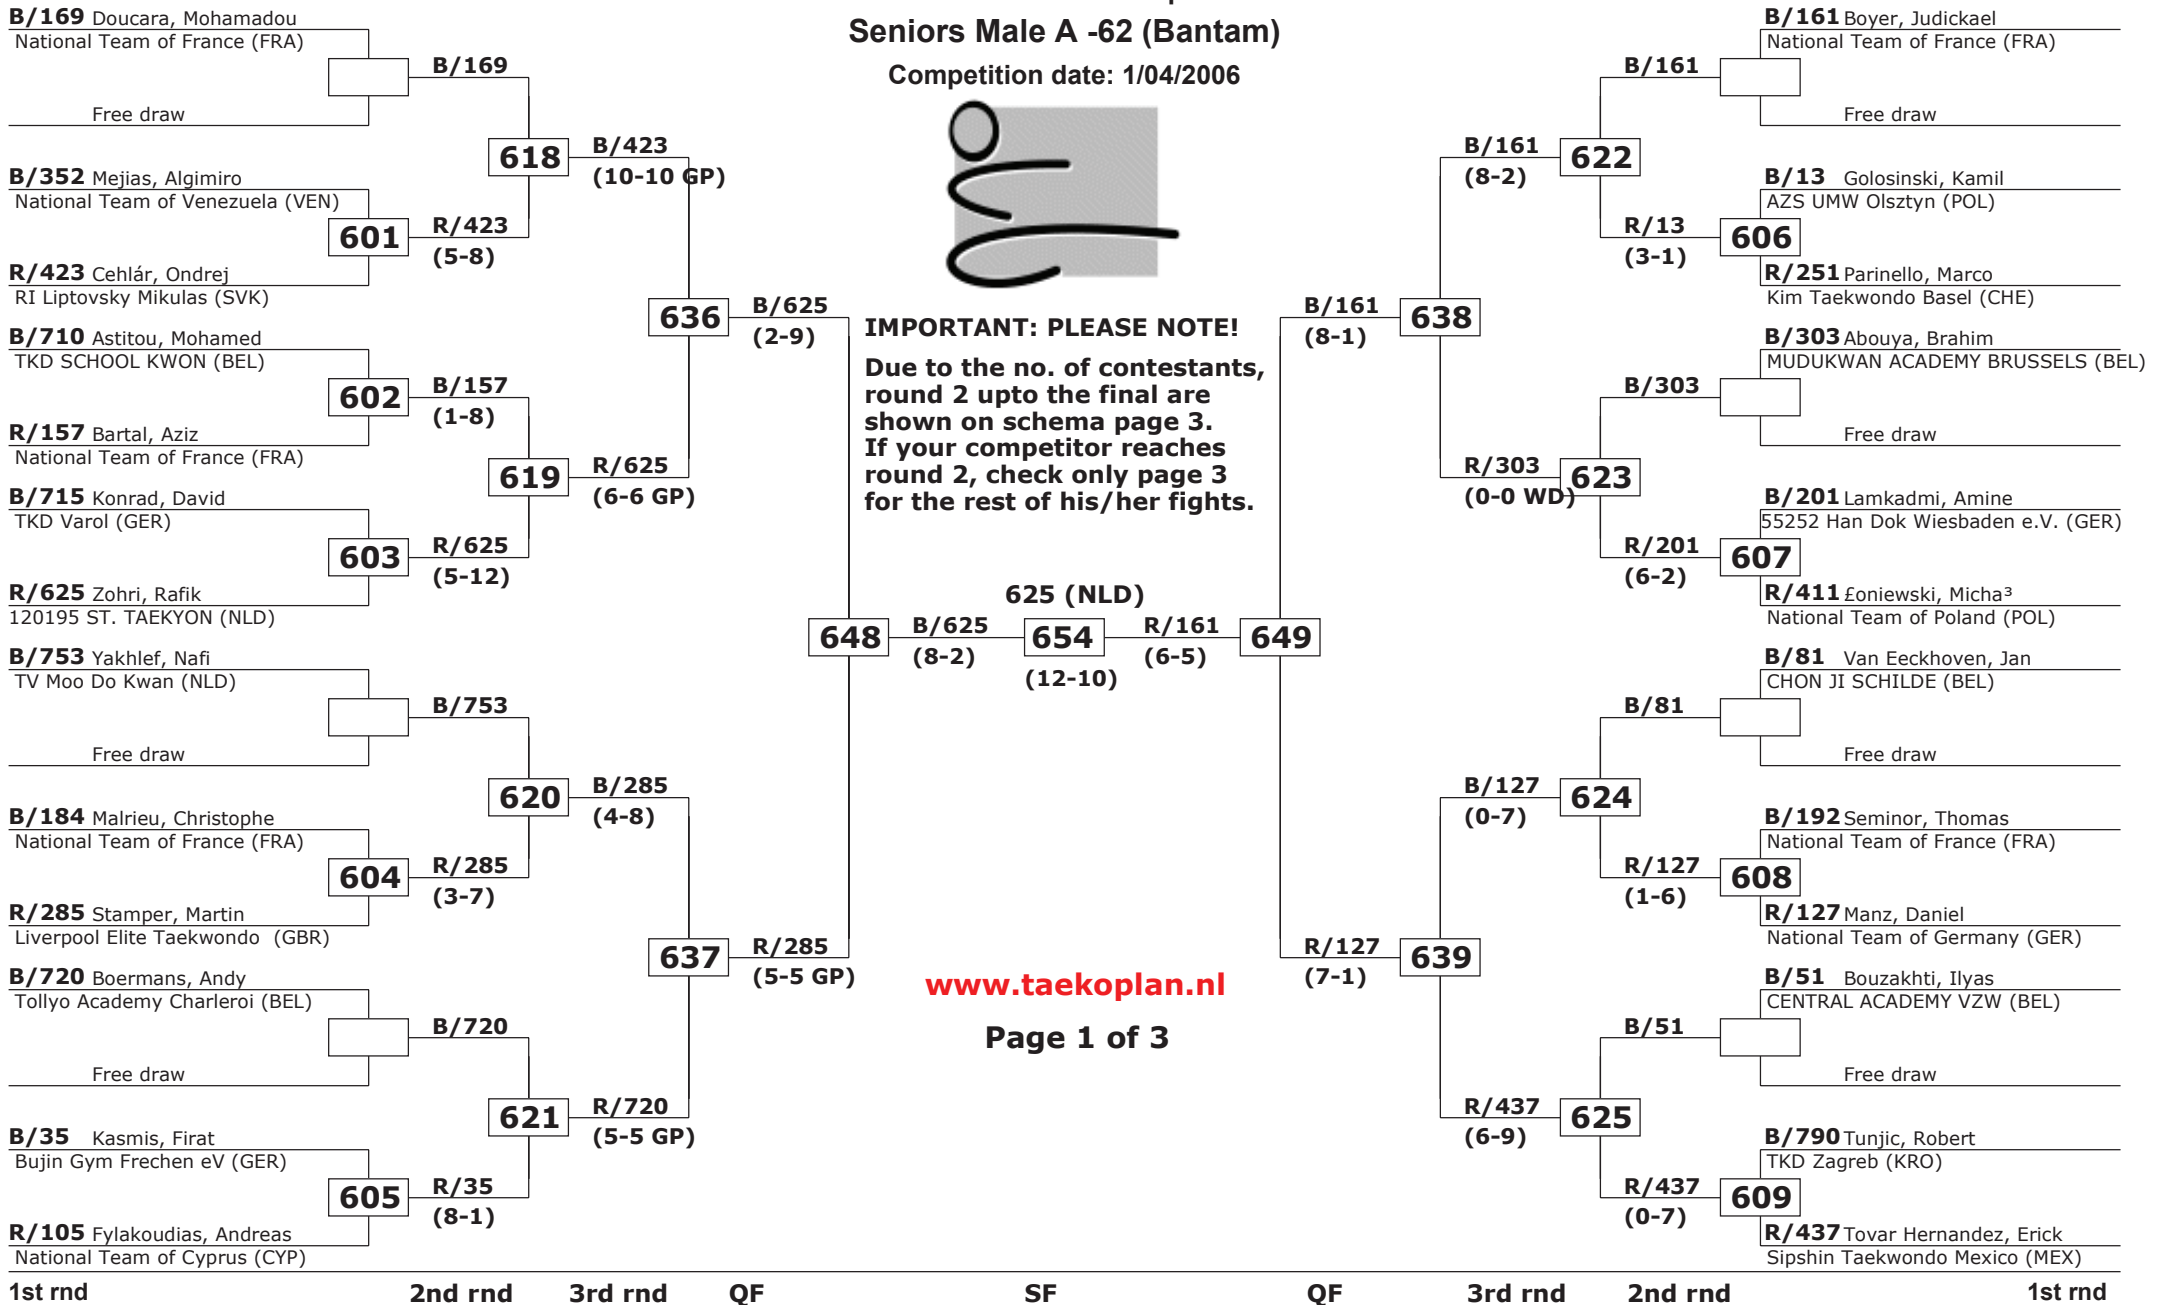 Seniors Male A -62 (Bantam)
Competition date: 1/04/2006
B/169 Doucara, Mohamadou
National Team of France (FRA)
Free draw
B/352 Mejias, Algimiro
National Team of Venezuela (VEN)
601
R/423 Cehlár, Ondrej
RI Liptovsky Mikulas (SVK)
B/710 Astitou, Mohamed
TKD SCHOOL KWON (BEL)
602
R/157 Bartal, Aziz
National Team of France (FRA)
B/715 Konrad, David
TKD Varol (GER)
603
R/625 Zohri, Rafik
120195 ST. TAEKYON (NLD)
B/753 Yakhlef, Nafi
TV Moo Do Kwan (NLD)
Free draw
B/184 Malrieu, Christophe
National Team of France (FRA)
604
R/285 Stamper, Martin
Liverpool Elite Taekwondo (GBR)
B/720 Boermans, Andy
Tollyo Academy Charleroi (BEL)
Free draw
B/35 Kasmis, Firat
Bujin Gym Frechen eV (GER)
605
R/105 Fylakoudias, Andreas
National Team of Cyprus (CYP)
B/169
618
R/423
(5-8)
B/157
(1-8)
619
R/625
(5-12)
B/753
620
R/285
(3-7)
B/720
621
R/35
(8-1)
B/423
(10-10 GP)
636
R/625
(6-6 GP)
B/285
(4-8)
637
R/720
(5-5 GP)
B/625
(2-9)
648
R/285
(5-5 GP)
IMPORTANT: PLEASE NOTE!
Due to the no. of contestants,
round 2 upto the final are
shown on schema page 3.
If your competitor reaches
round 2, check only page 3
for the rest of his/her fights.
625 (NLD)
B/625
(8-2)
654
(12-10)
R/161
(6-5)
www.taekoplan.nl
Page 1 of 3
B/161
(8-1)
649
R/127
(7-1)
B/161
(8-2)
638
R/303
(0-0 WD)
B/127
(0-7)
639
R/437
(6-9)
B/161
622
R/13
(3-1)
B/303
623
R/201
(6-2)
B/81
624
R/127
(1-6)
B/51
625
R/437
(0-7)
B/161 Boyer, Judickael
National Team of France (FRA)
Free draw
B/13 Golosinski, Kamil
AZS UMW Olsztyn (POL)
606
R/251 Parinello, Marco
Kim Taekwondo Basel (CHE)
B/303 Abouya, Brahim
MUDUKWAN ACADEMY BRUSSELS (BEL)
Free draw
B/201 Lamkadmi, Amine
55252 Han Dok Wiesbaden e.V. (GER)
607
R/411 £oniewski, Micha³
National Team of Poland (POL)
B/81 Van Eeckhoven, Jan
CHON JI SCHILDE (BEL)
Free draw
B/192 Seminor, Thomas
National Team of France (FRA)
608
R/127 Manz, Daniel
National Team of Germany (GER)
B/51 Bouzakhti, Ilyas
CENTRAL ACADEMY VZW (BEL)
Free draw
B/790 Tunjic, Robert
TKD Zagreb (KRO)
609
R/437 Tovar Hernandez, Erick
Sipshin Taekwondo Mexico (MEX)
1st rnd 2nd rnd 3rd rnd QF SF QF 3rd rnd 2nd rnd 1st rnd